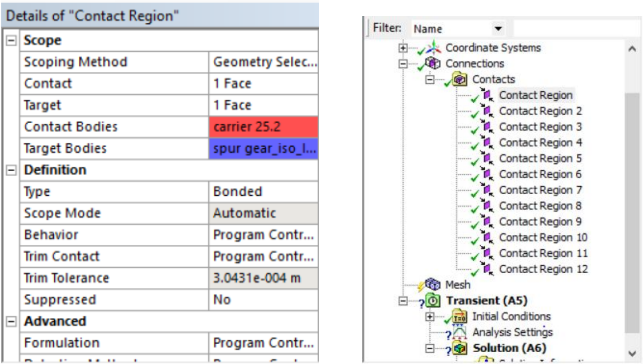 Details of "Contact Region"
Scope
Scoping Method Geometry Selec...
Contact 1 Face
Target 1 Face
Contact Bodies carrier 25.2
Target Bodies spur gear_iso_l...
Definition
Type Bonded
Scope Mode Automatic
Behavior Program Contr...
Trim Contact Program Contr...
Trim Tolerance 3.0431e-004 m
Suppressed No
Advanced
Formulation Program Contr...
Filter: Name
Coordinate Systems
Connections
Contacts
Contact Region
Contact Region 2
Contact Region 3
Contact Region 4
Contact Region 5
Contact Region 6
Contact Region 7
Contact Region 8
Contact Region 9
Contact Region 10
Contact Region 11
Contact Region 12
Mesh
Transient (A5)
Initial Conditions
Analysis Settings
Solution (A6)